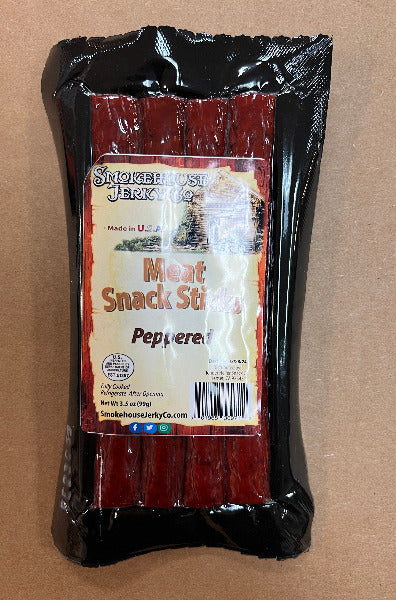 SMOKEHOUSE
JERKY CO
Made in U.S.A
Meat
Snack Sticks
Peppered
U.S.
Fully Cooked
Refrigerate After Opening
Net Wt 3.5 oz (99g)
SmokehouseJerkyCo.com